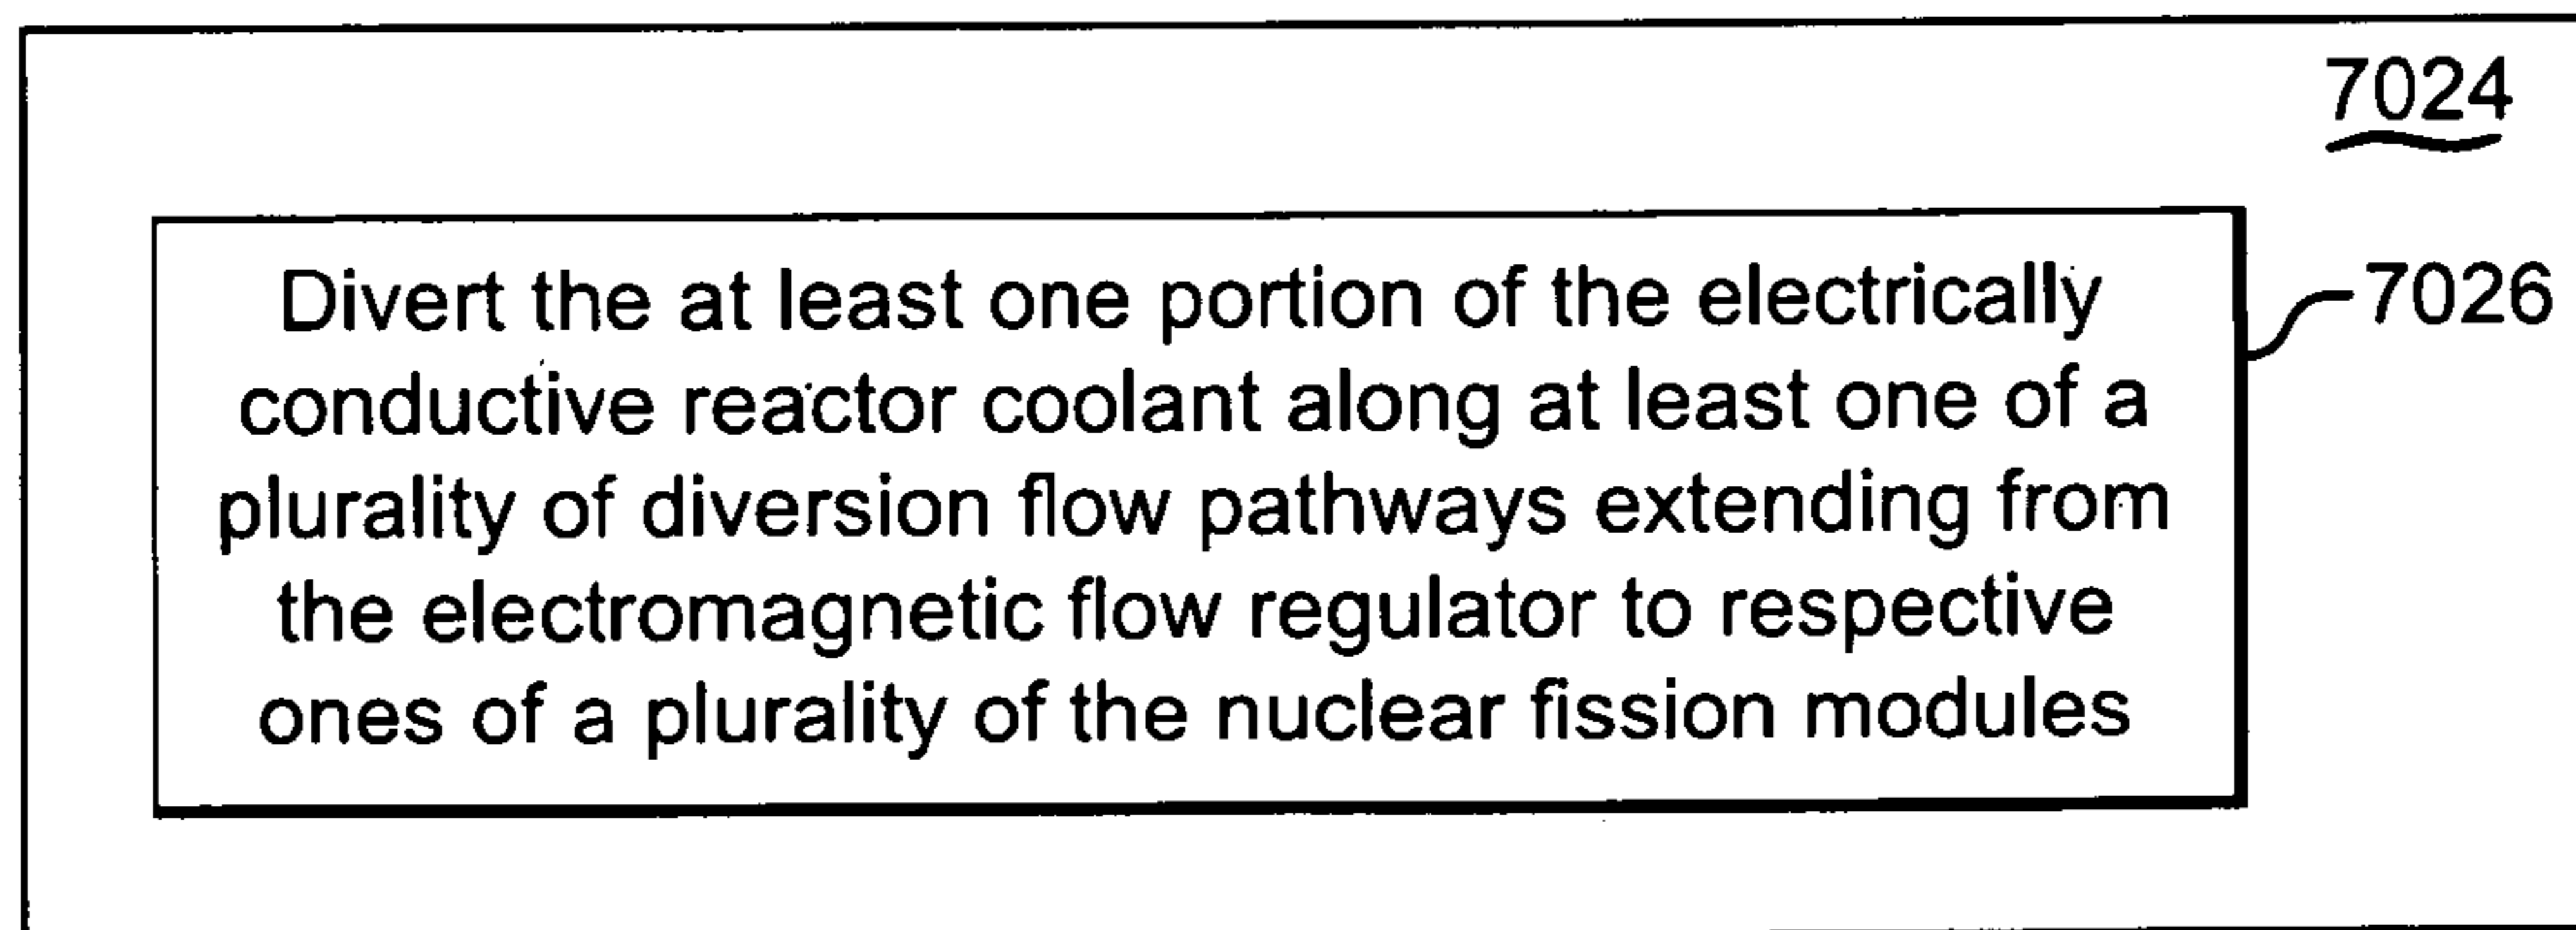 7024
Divert the at least one portion of the electrically
7026
conductive reactor coolant along at least one of a
plurality of diversion flow pathways extending from
the electromagnetic flow regulator to respective
ones of a plurality of the nuclear fission modules